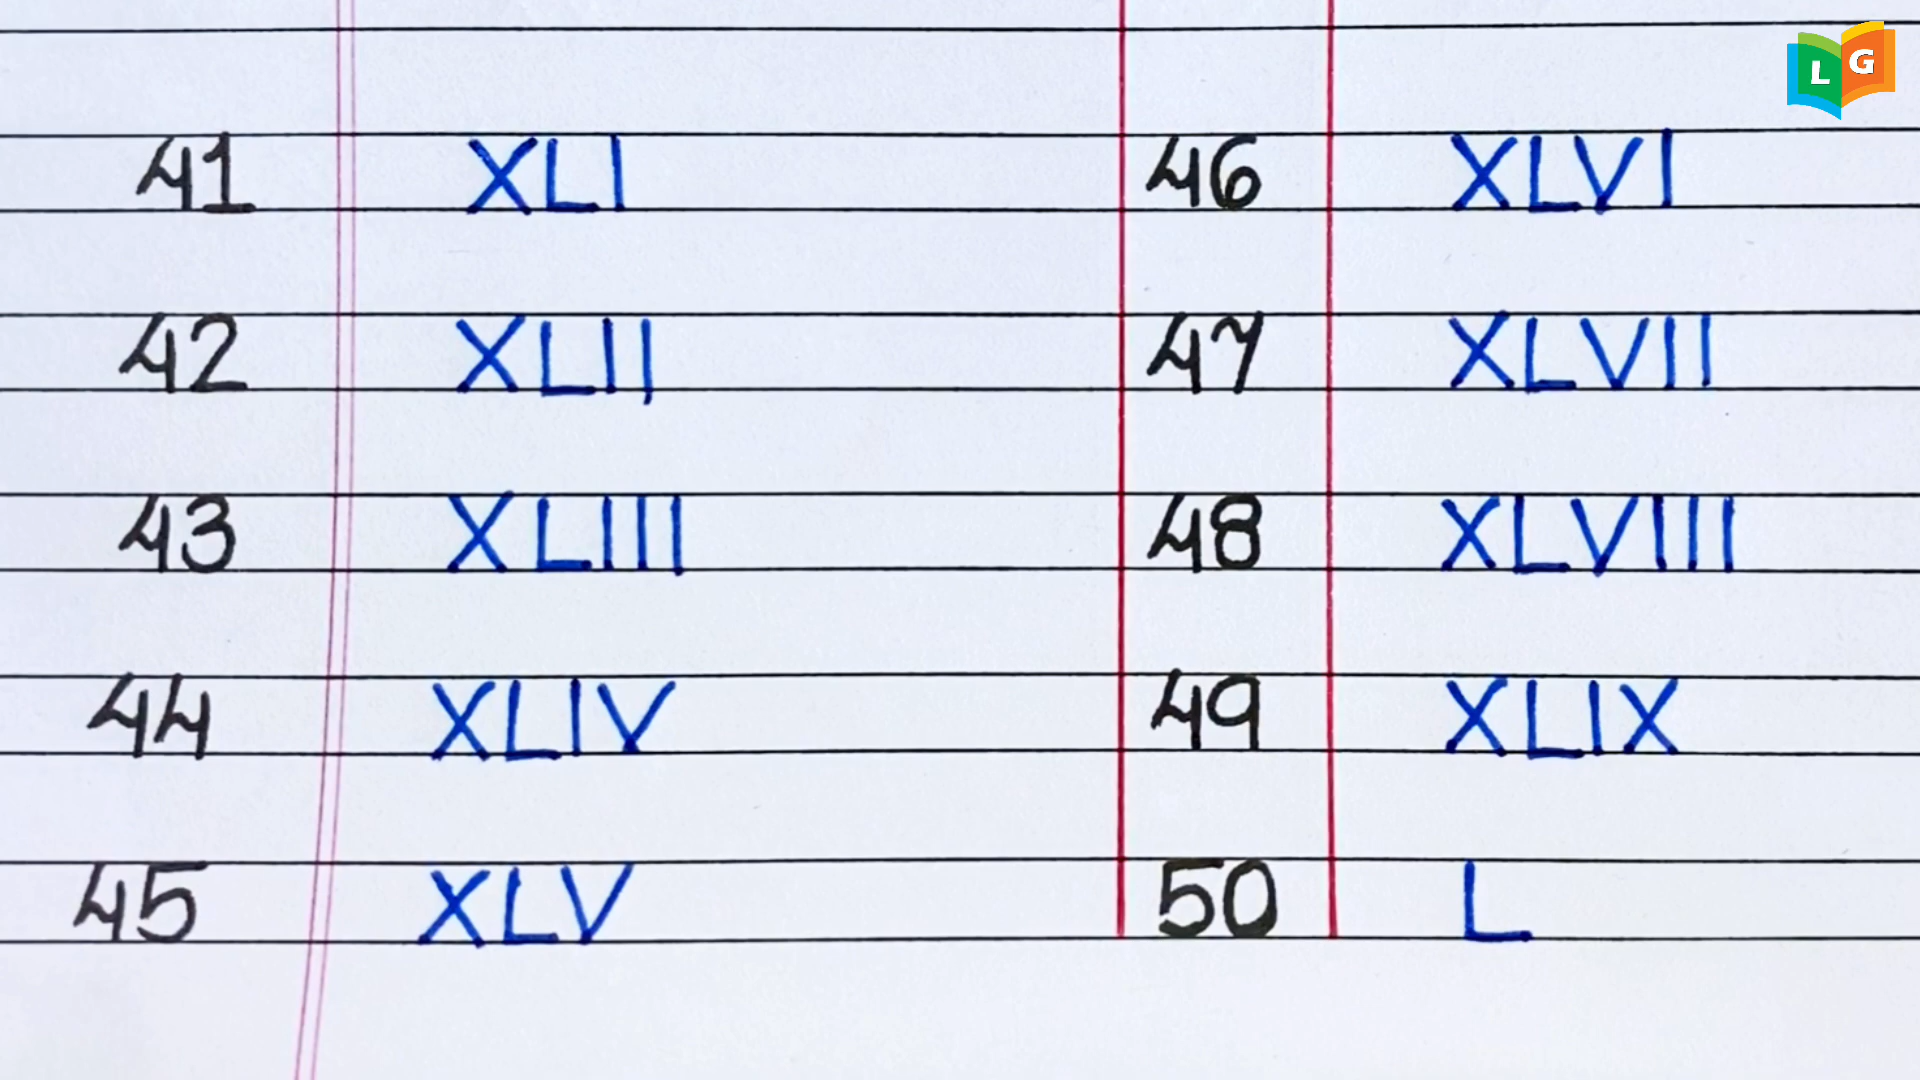 L G
41 XLI 46 XLVI
42 XLII 47 XLVII
43 XLIII 48 XLVIII
44 XLIV 49 XLIX
45 XLV 50 L